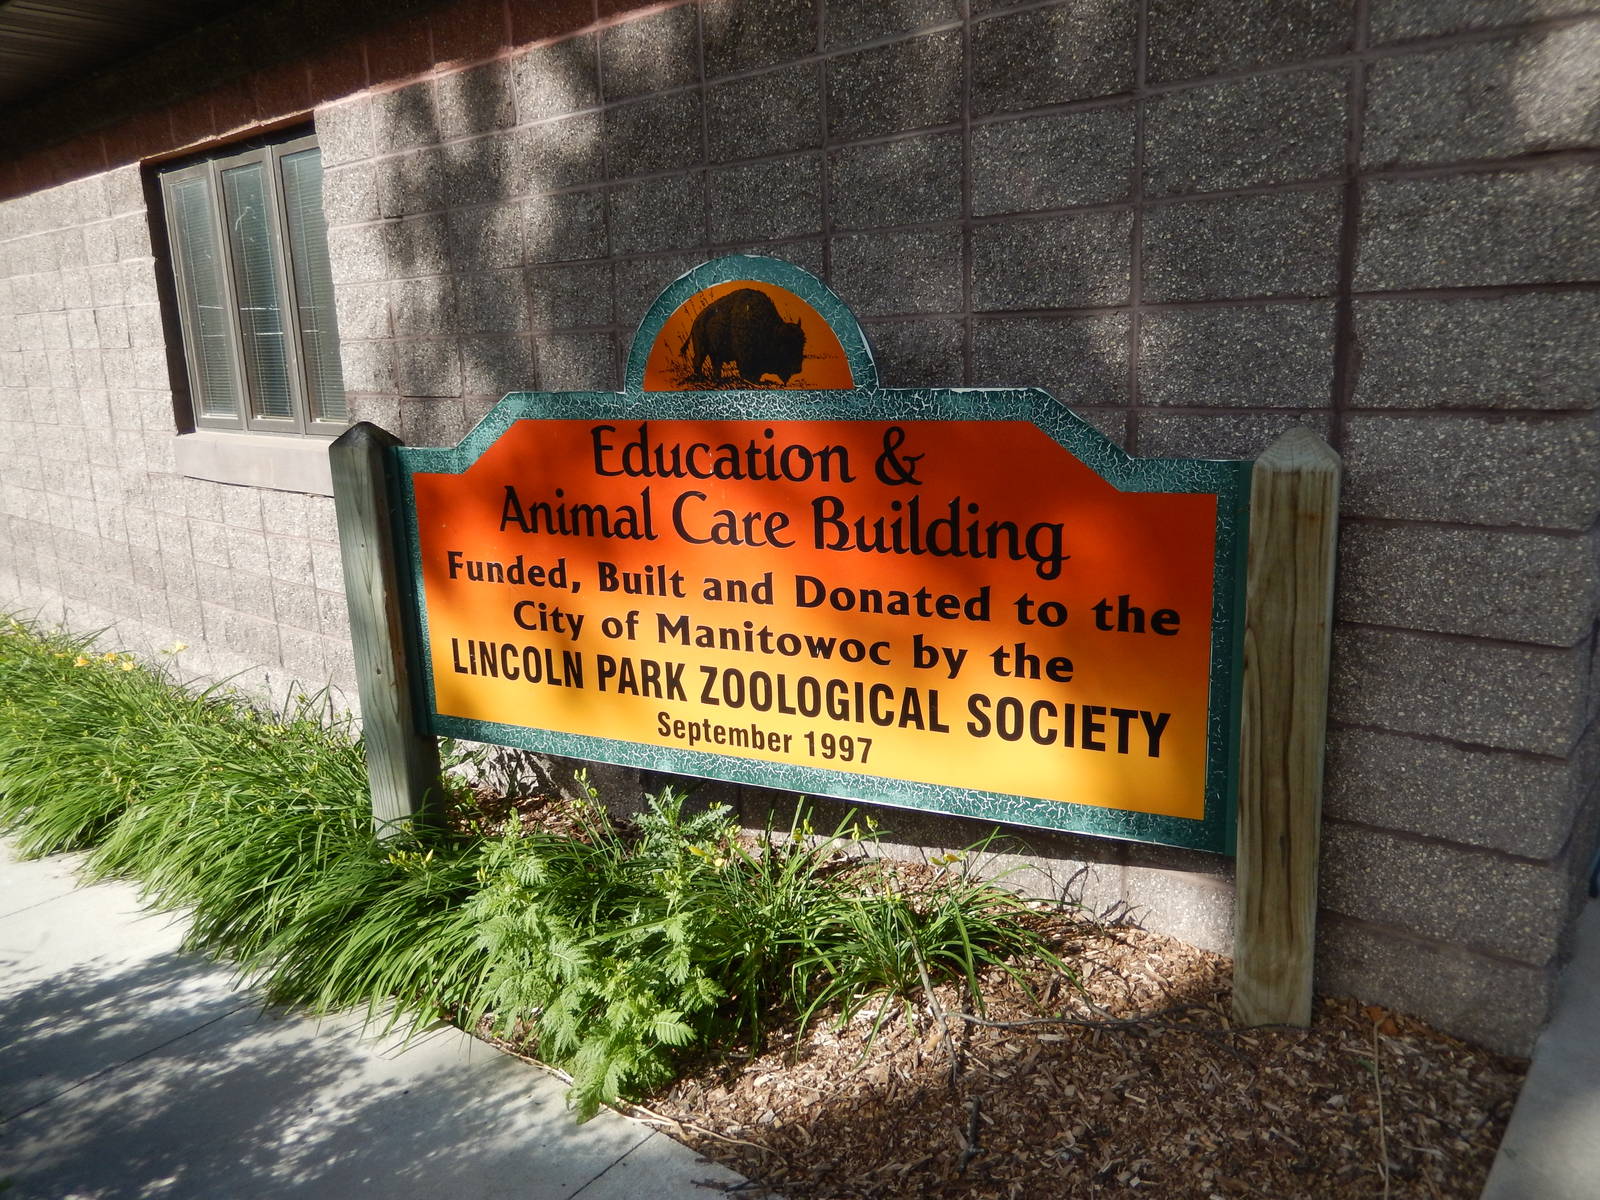 Education &
Animal Care Building
Funded, Built and Donated to the
City of Manitowoc by the
LINCOLN PARK ZOOLOGICAL SOCIETY
September 1997